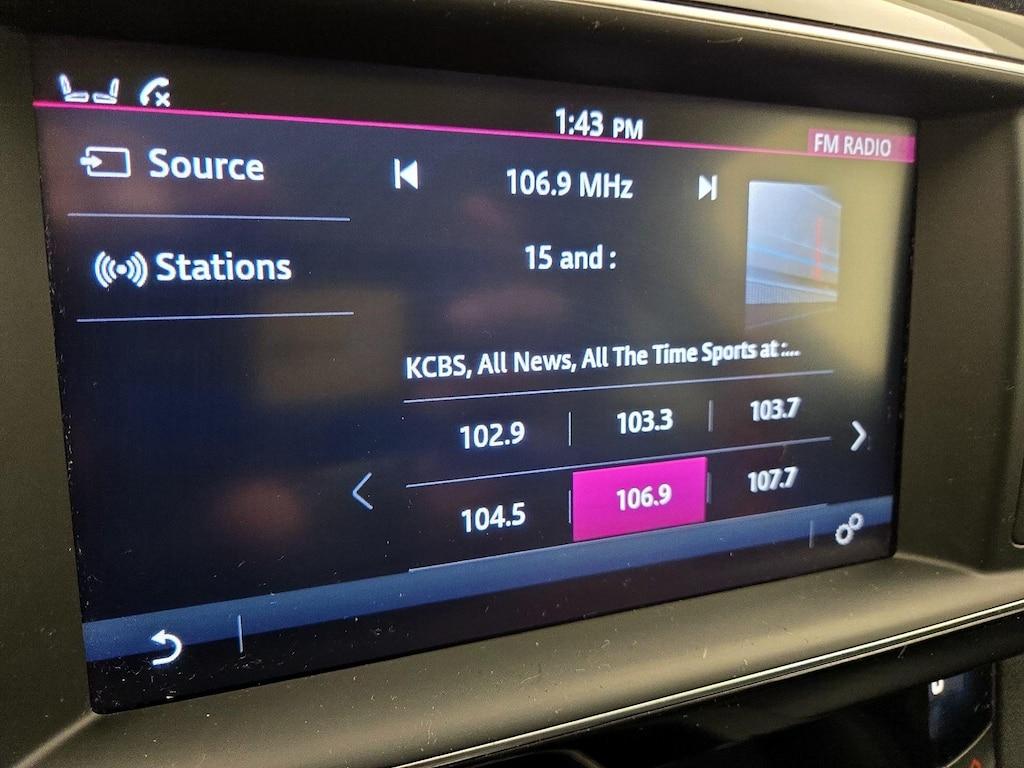 1:43 PM
FM RADIO
Source
106.9 MHz
Stations
15 and :
KCBS, All News, All The Time Sports at :...
102.9
103.3
103.7
104.5
106.9
107.7